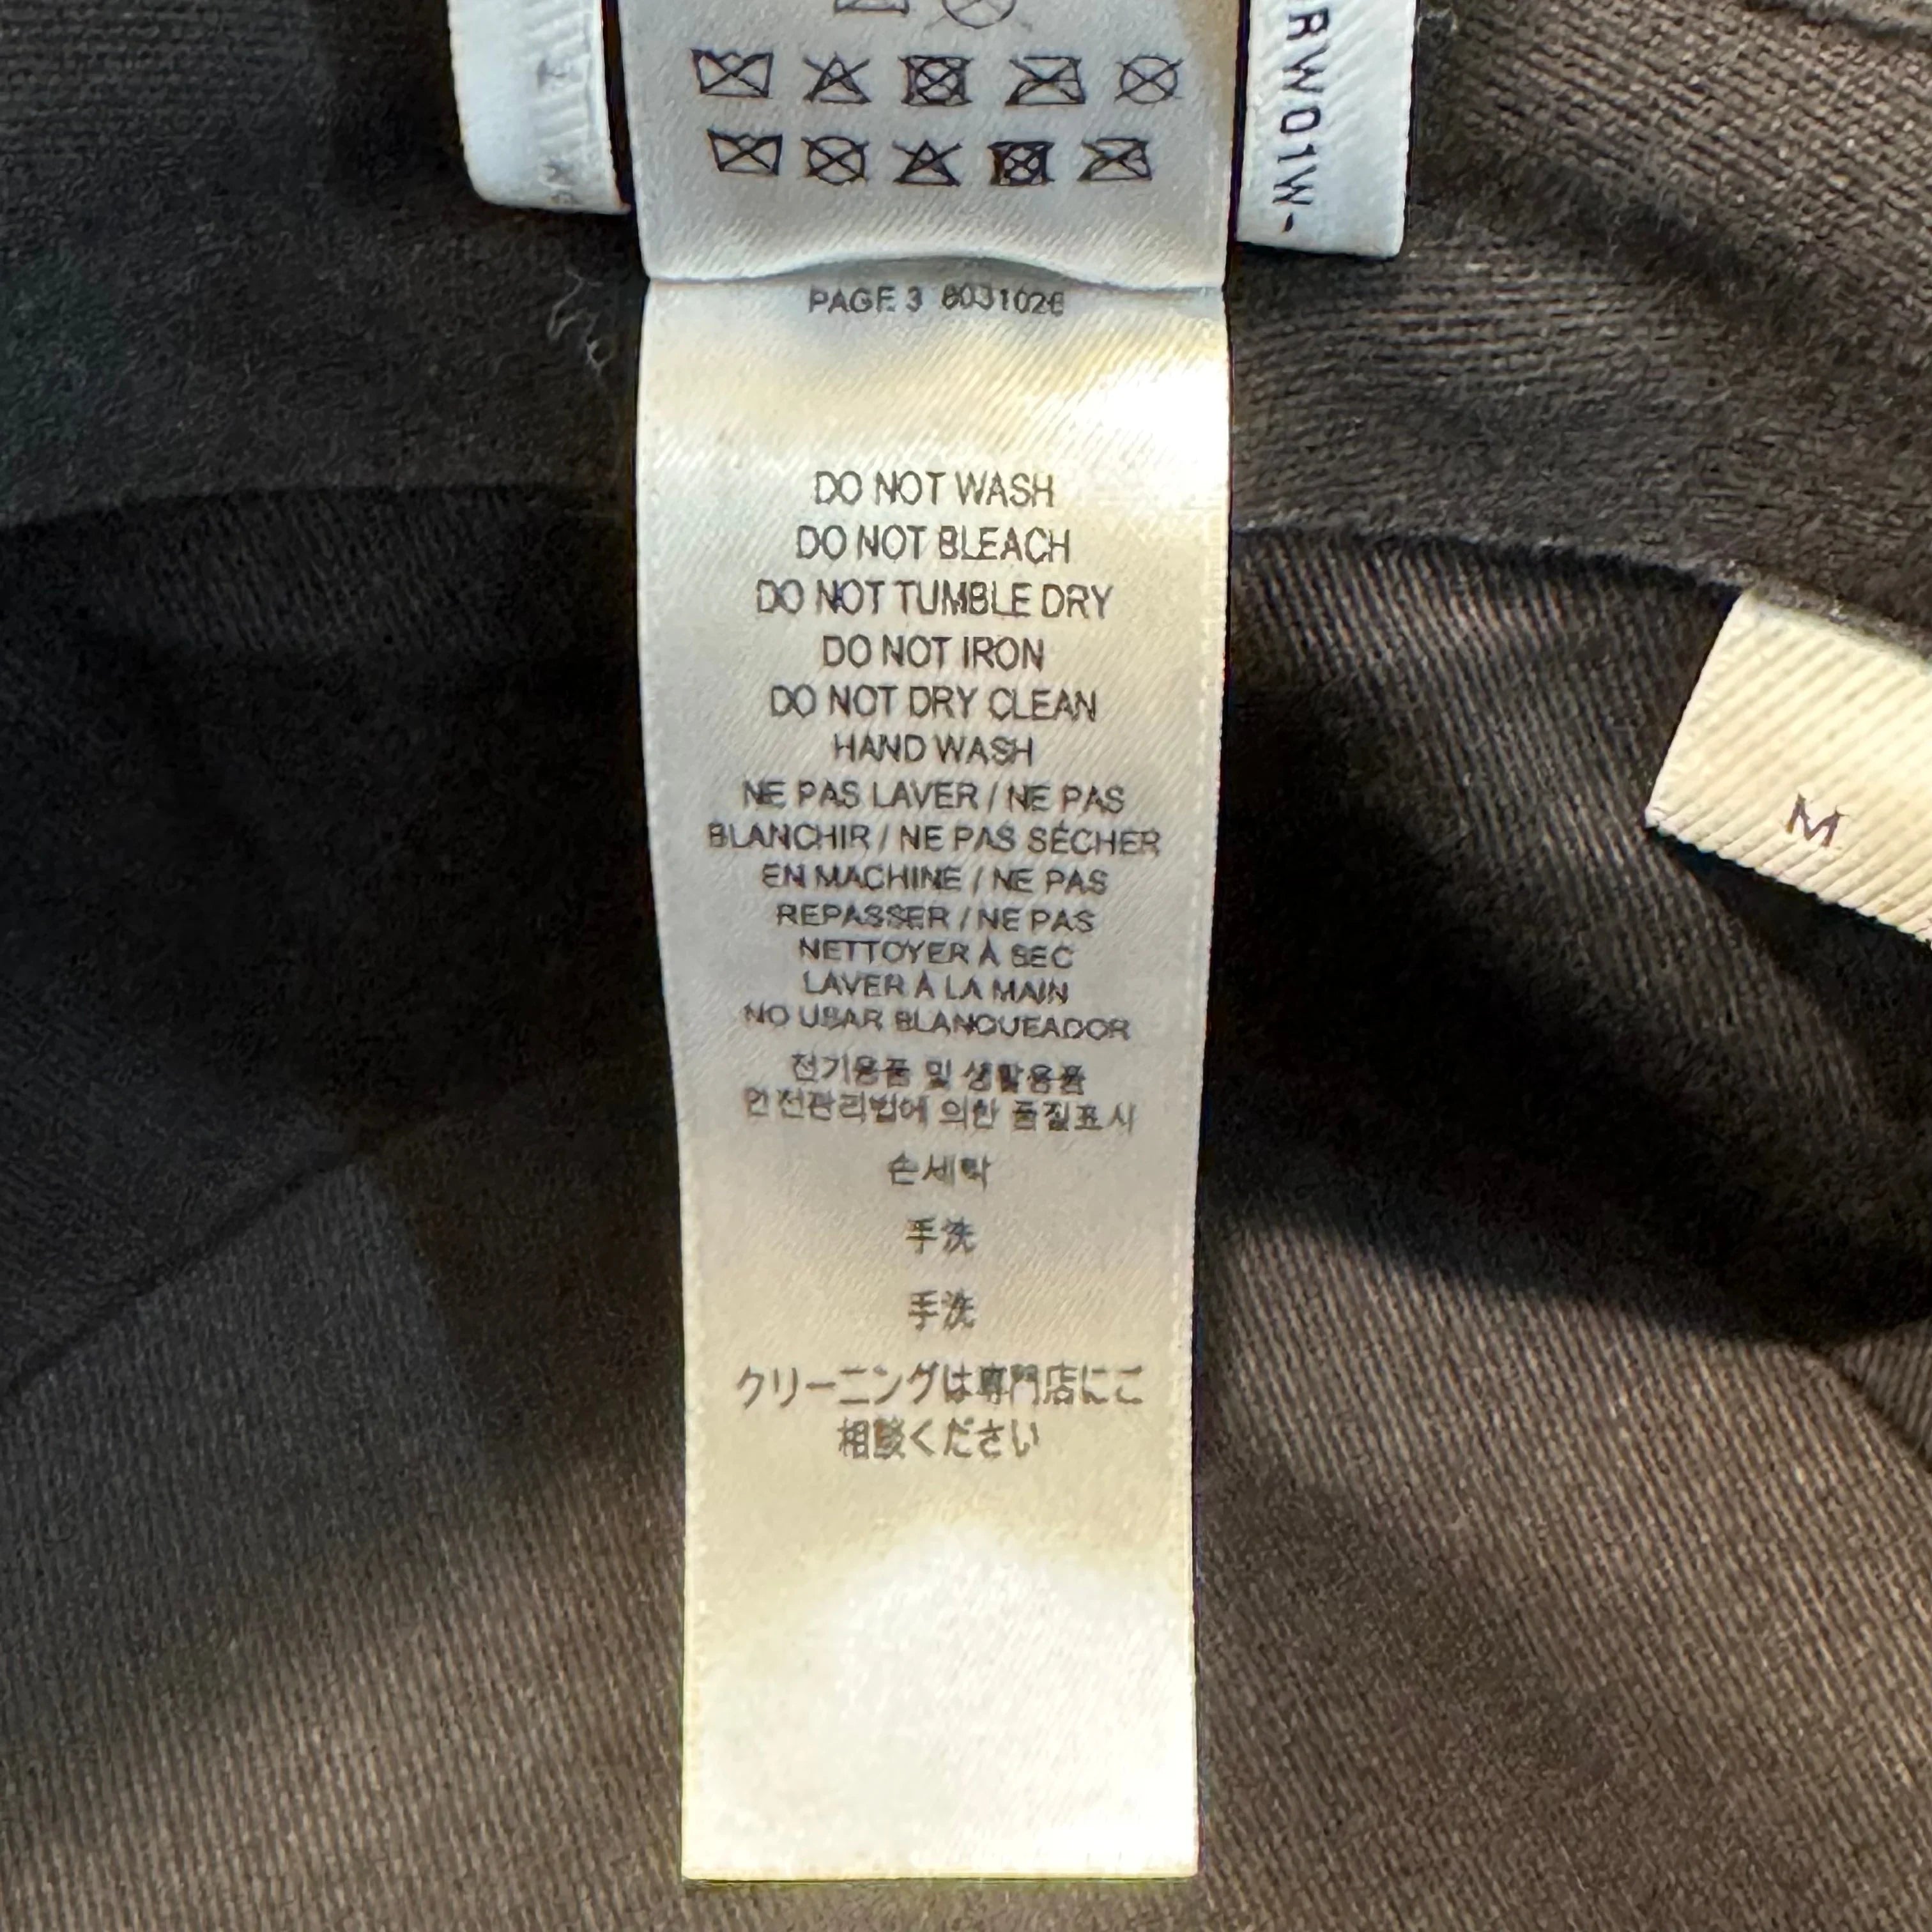 RW01W-
PAGE 3
DO NOT WASH
DO NOT BLEACH
DO NOT TUMBLE DRY
DO NOT IRON
DO NOT DRY CLEAN
HAND WASH
NE PAS LAVER / NE PAS
BLANCHIR / NE PAS SÉCHER
EN MACHINE / NE PAS
REPASSER / NE PAS
NETTOYER À SEC
LAVER À LA MAIN
NO USAR BLANQUEADOR
전기용품 및 생활용품
안전관리법에 의한 품질표시
손세탁
手洗
手洗
クリーニングは専門店にご
相談ください
M